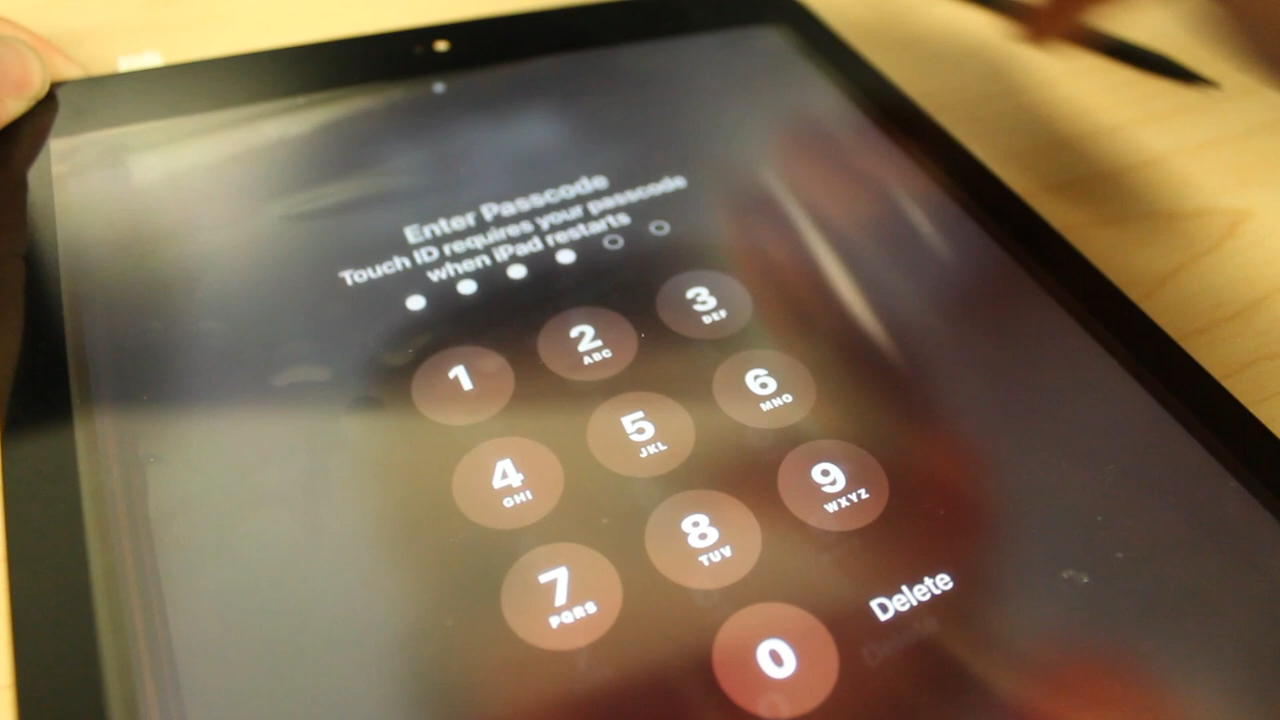 Enter Passcode
Touch ID requires your passcode
when iPad restarts
1
2
ABC
3
DEF
4
GHI
5
JKL
6
MNO
7
PQRS
8
TUV
9
WXYZ
0
Delete